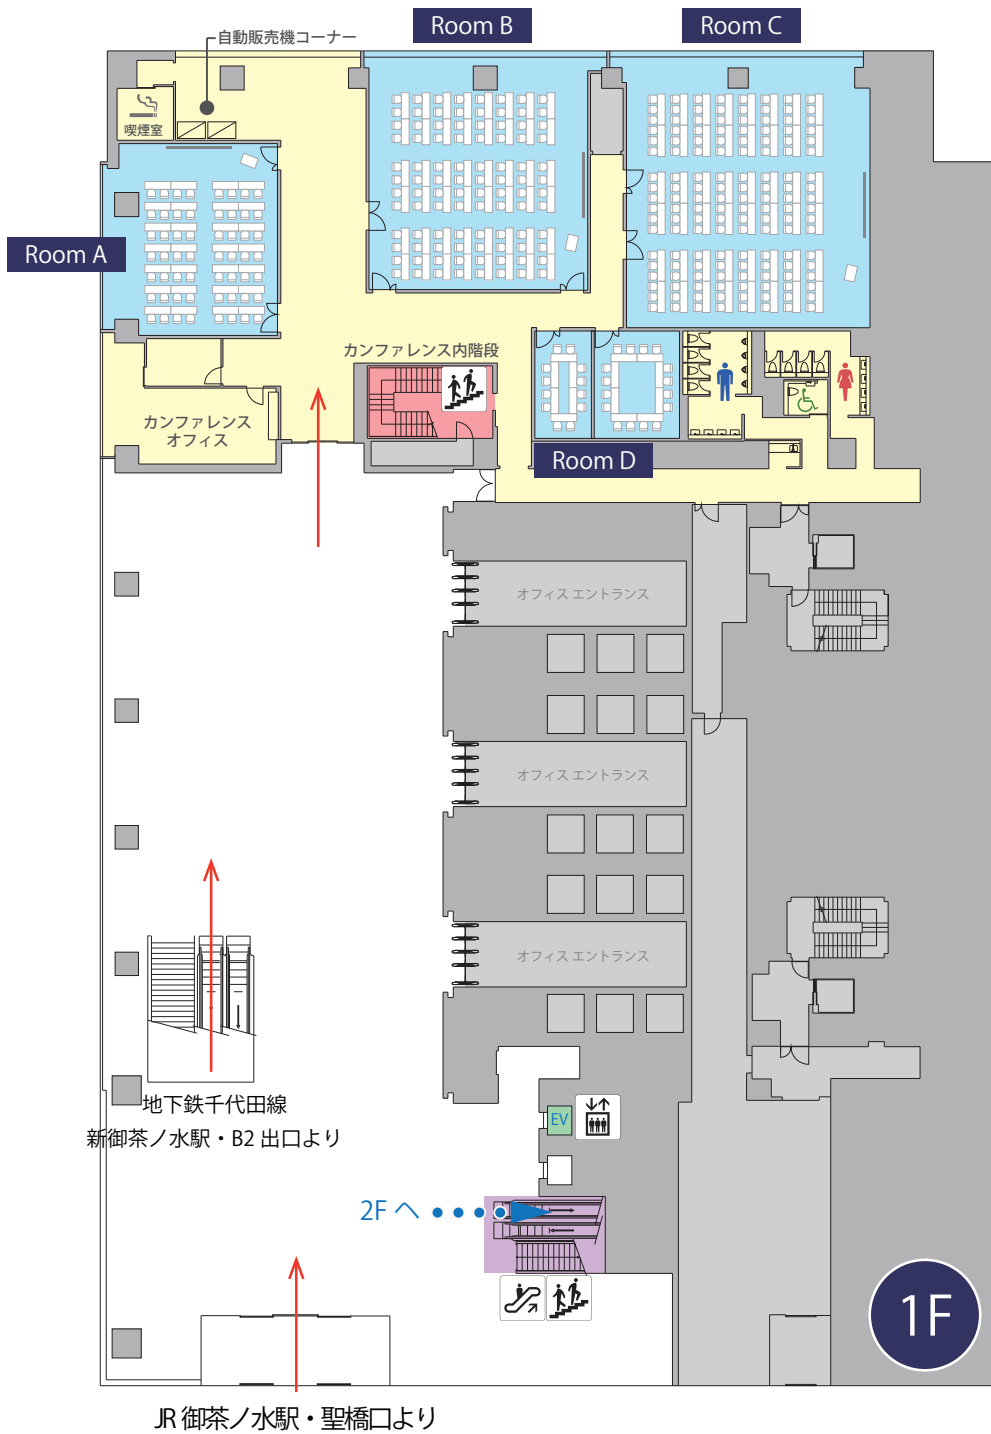 Room B
Room C
自動販売機コーナー
喫煙室
Room A
カンファレンス内階段
カンファレンス
オフィス
Room D
オフィス エントランス
オフィス エントランス
オフィス エントランス
地下鉄千代田線
新御茶ノ水駅・B2 出口より
EV
2F へ
1F
JR 御茶ノ水駅・聖橋口より